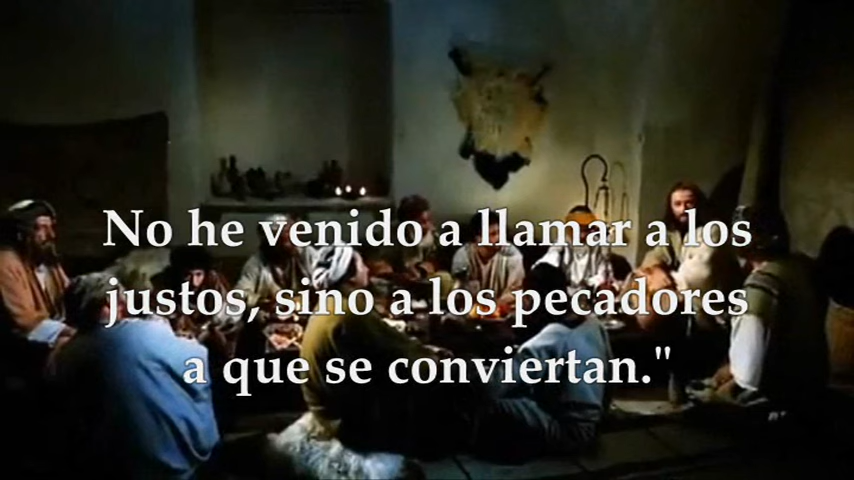 No he venido a llamar a los
justos, sino a los pecadores
a que se conviertan."